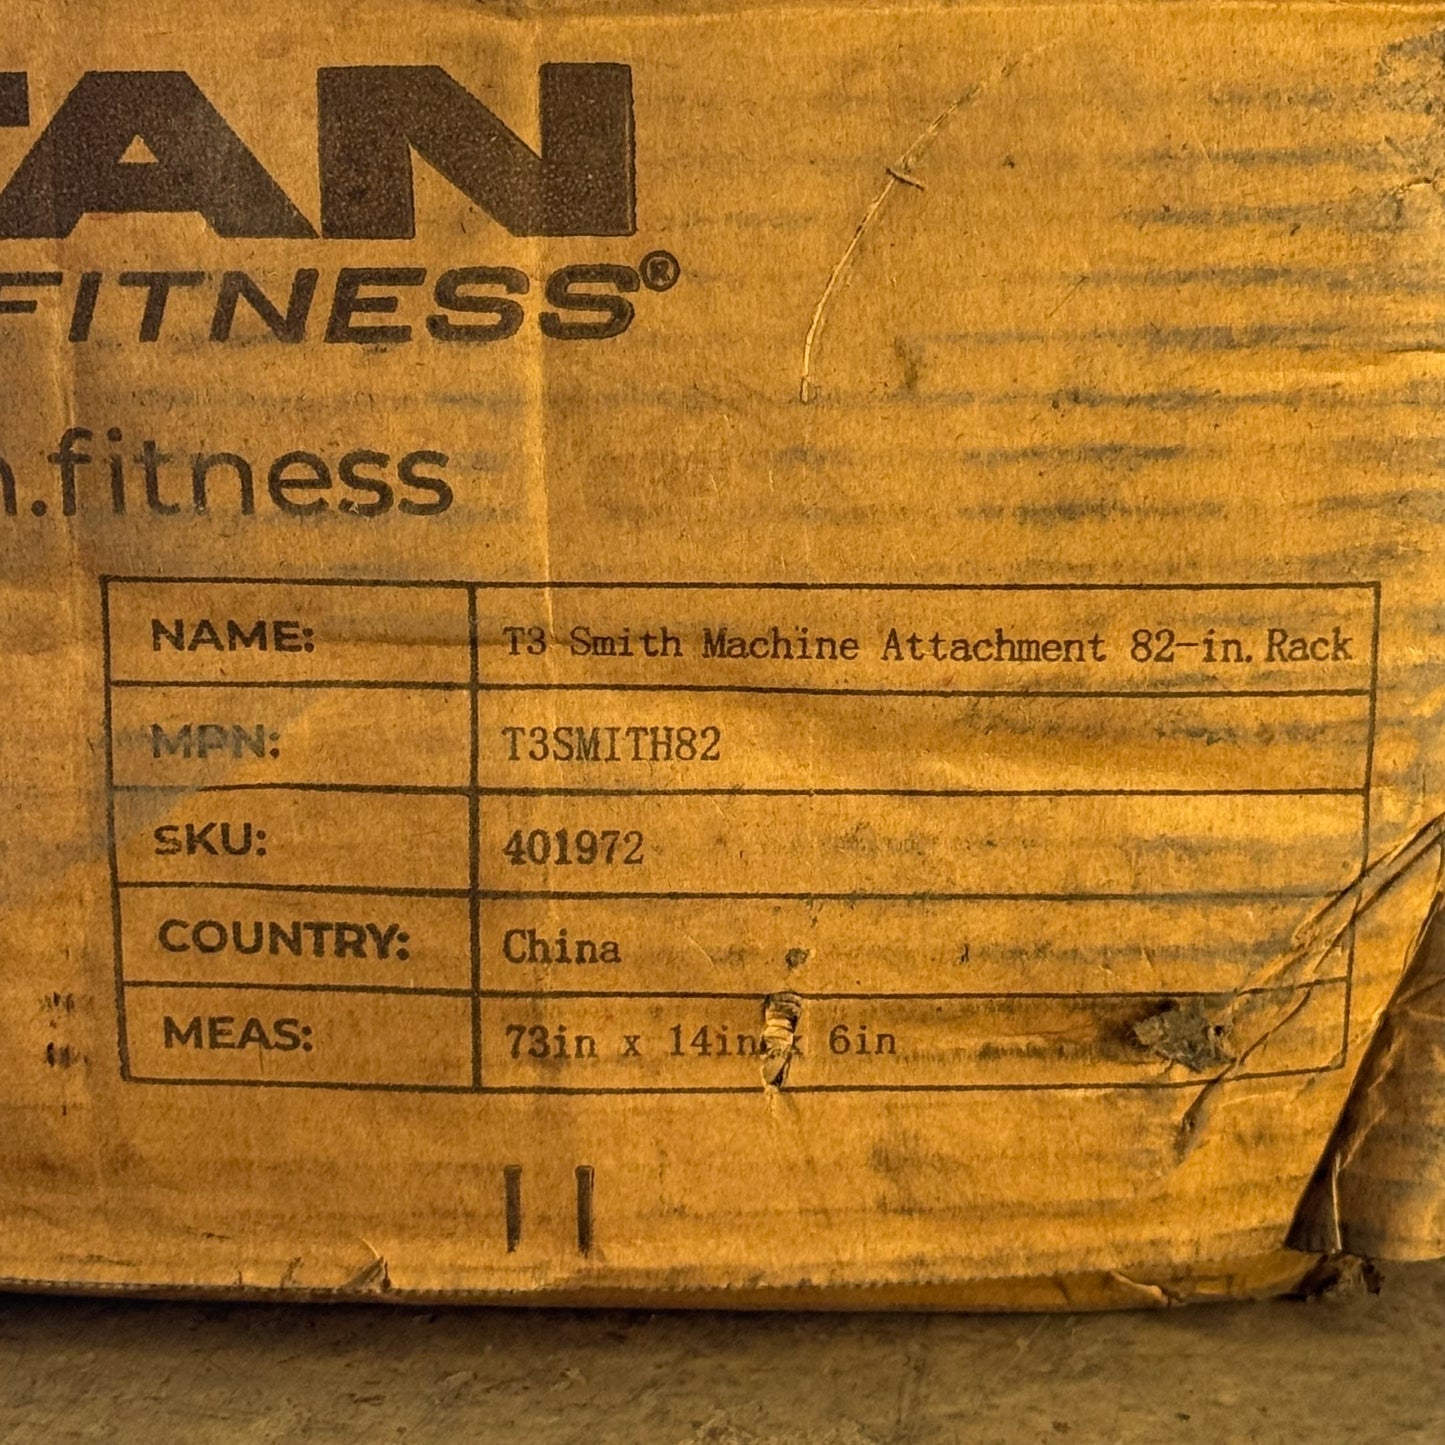 TAN
FITNESS®
n.fitness
NAME: T3 Smith Machine Attachment 82-in. Rack
MPN: T3SMITH82
SKU: 401972
COUNTRY: China
MEAS: 73in x 14in x 6in